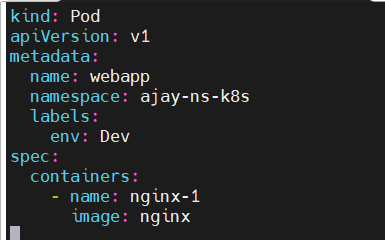 kind: Pod
apiVersion: v1
metadata:
  name: webapp
  namespace: ajay-ns-k8s
  labels:
    env: Dev
spec:
  containers:
    - name: nginx-1
      image: nginx